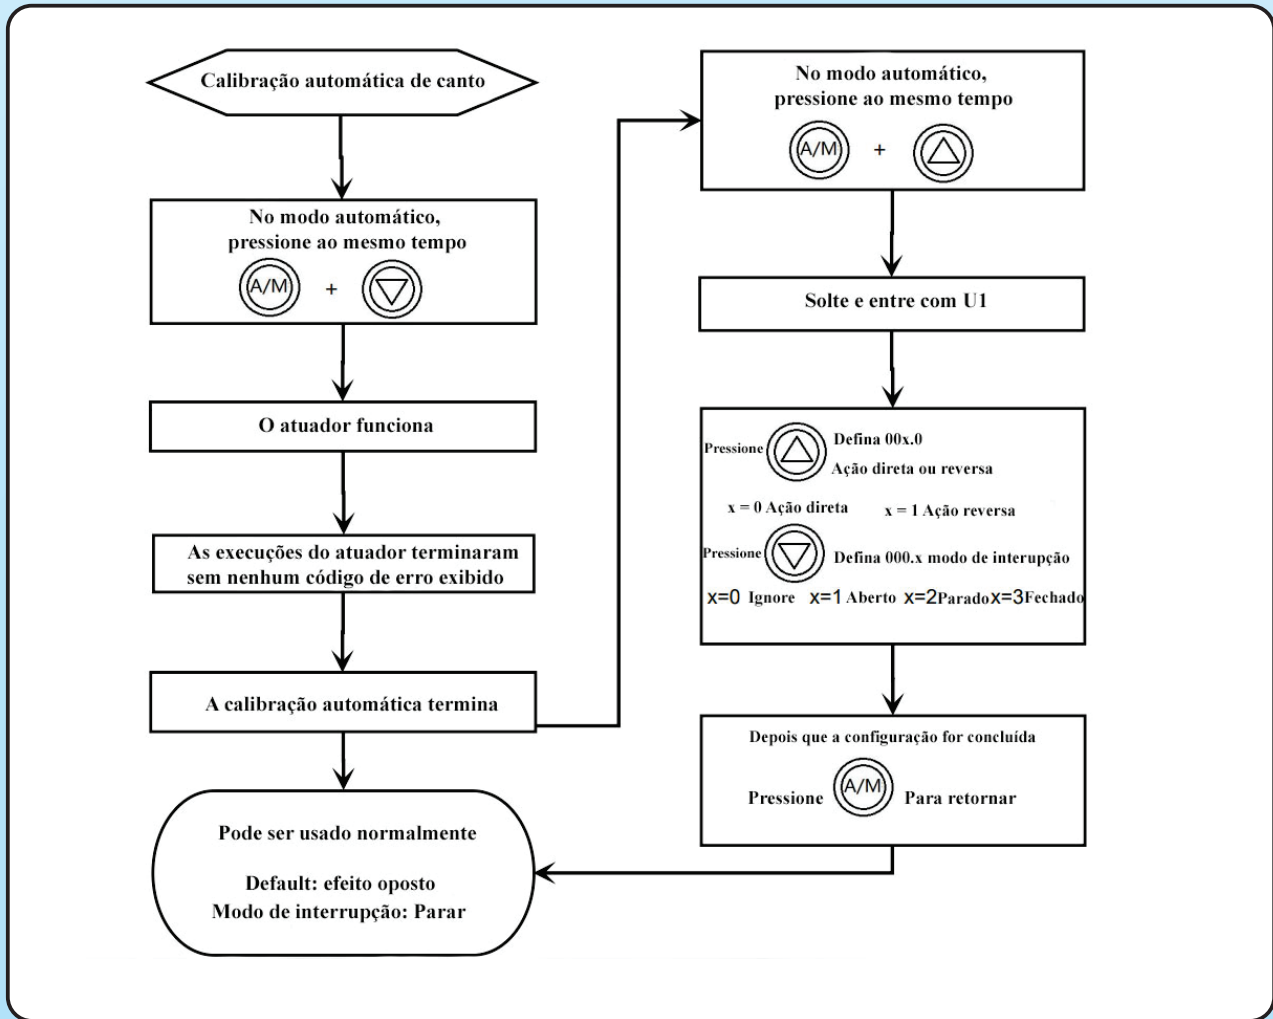 Calibração automática de canto
No modo automático,
pressione ao mesmo tempo
A/M + 
O atuador funciona
As execuções do atuador terminaram
sem nenhum código de erro exibido
A calibração automática termina
Pode ser usado normalmente
Default: efeito oposto
Modo de interrupção: Parar
No modo automático,
pressione ao mesmo tempo
A/M + 
Solte e entre com U1
Pressione Defina 00x.0
Ação direta ou reversa
x = 0 Ação direta x = 1 Ação reversa
Pressione Defina 000.x modo de interupção
x=0 Ignore x=1 Aberto x=2Parado x=3Fechado
Depois que a configuração for concluída
Pressione A/M Para retornar